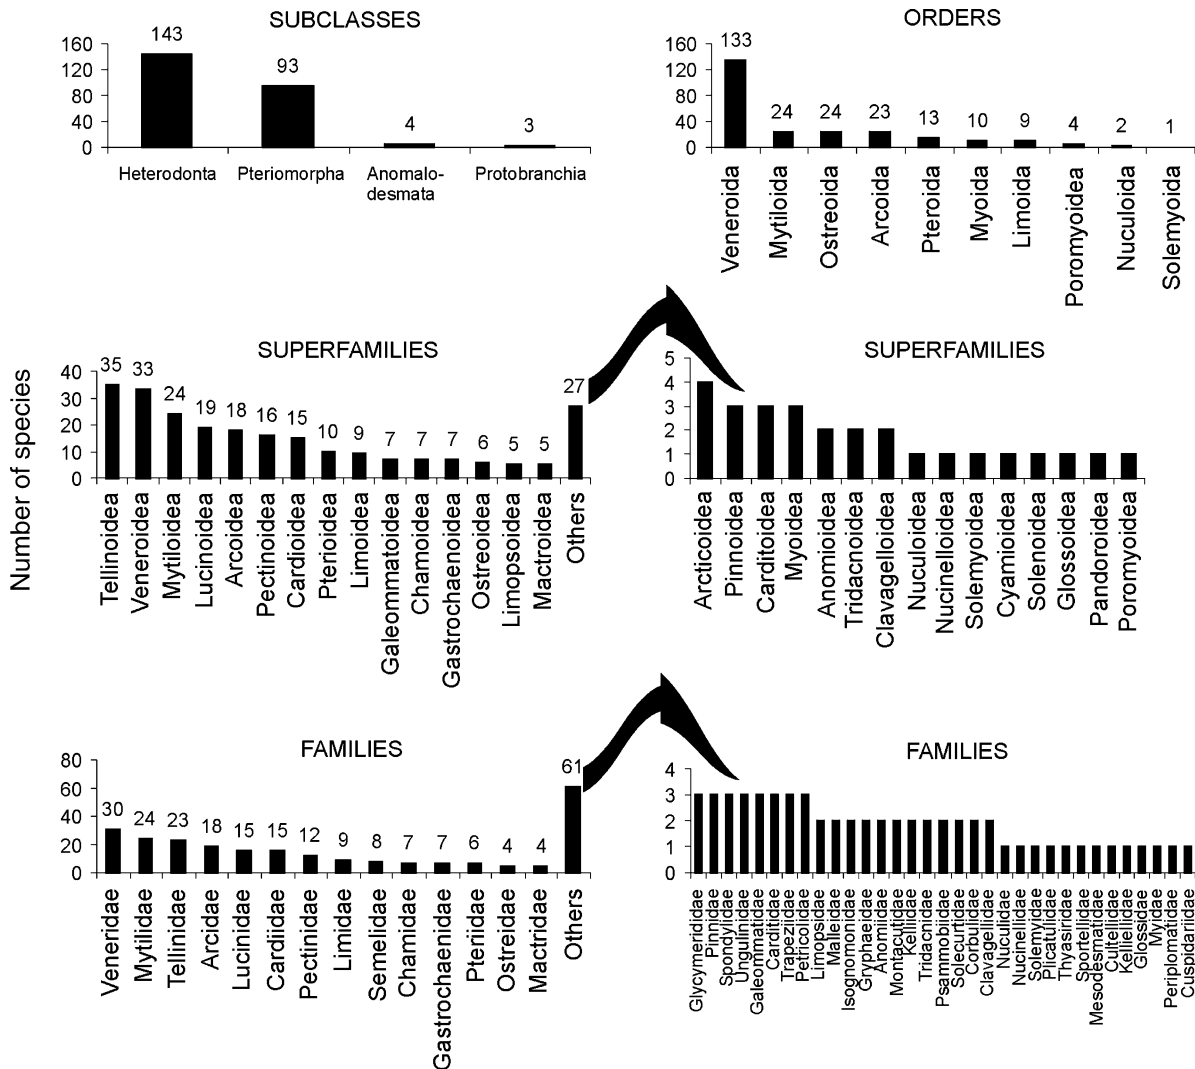 SUBCLASSES
160
120
80
40
0
143
93
4
3
Heterodonta
Pteriomorpha
Anomalo-
desmata
Protobranchia
ORDERS
160
120
80
40
0
133
24
24
23
13
10
9
4
2
1
Veneroida
Mytiloida
Ostreoida
Arcoida
Pteroida
Myoida
Limoida
Poromyoidea
Nuculoida
Solemyoida
Number of species
SUPERFAMILIES
40
30
20
10
0
35
33
24
19
18
16
15
10
9
7
7
7
6
5
5
27
Tellinoidea
Veneroidea
Mytiloidea
Lucinoidea
Arcoidea
Pectinoidea
Cardioidea
Pterioidea
Limoidea
Galeommatoidea
Chamoidea
Gastrochaenoidea
Ostreoidea
Limopsoidea
Mactroidea
Others
SUPERFAMILIES
5
4
3
2
1
0
Arcticoidea
Pinnoidea
Carditoidea
Myoidea
Anomioidea
Tridacnoidea
Clavagelloidea
Nuculoidea
Nucinelloidea
Solemyoidea
Cyamioidea
Solenoidea
Glossoidea
Pandoroidea
Poromyoidea
FAMILIES
80
60
40
20
0
30
24
23
18
15
15
12
9
8
7
7
6
4
4
61
Veneridae
Mytilidae
Tellinidae
Arcidae
Lucinidae
Cardiidae
Pectinidae
Limidae
Semelidae
Chamidae
Gastrochaenidae
Pteriidae
Ostreidae
Mactridae
Others
FAMILIES
4
3
2
1
0
Glycymerididae
Pinnidae
Spondylidae
Ungulinidae
Galeommatidae
Carditidae
Trapeziidae
Petricolidae
Limopsidae
Malleidae
Isognomonidae
Gryphaeidae
Anomiidae
Montacutidae
Kelliidae
Tridacnidae
Psammobiidae
Solecurtidae
Corbulidae
Clavagellidae
Nuculidae
Nucinellidae
Solemyidae
Plicatulidae
Thyasiridae
Sportellidae
Mesodesmatidae
Cultellidae
Kelliellidae
Glossidae
Myidae
Periplomatidae
Cuspidariidae